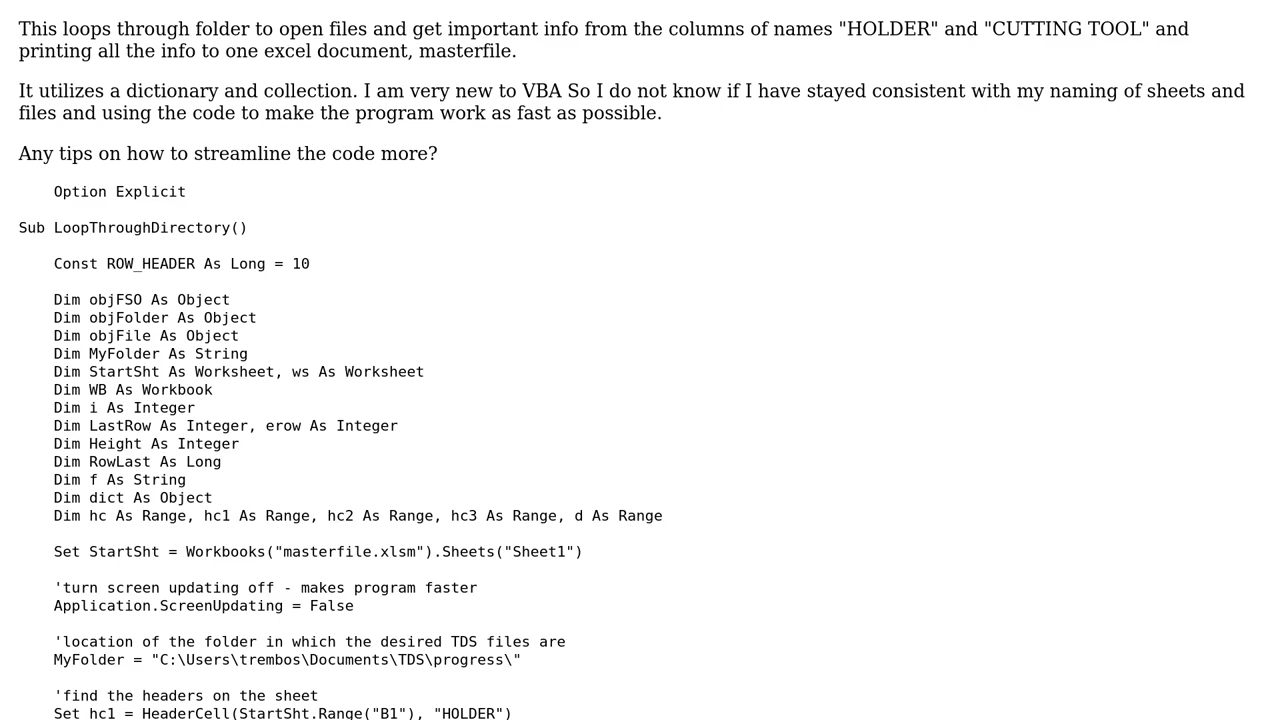 This loops through folder to open files and get important info from the columns of names "HOLDER" and "CUTTING TOOL" and
printing all the info to one excel document, masterfile.
It utilizes a dictionary and collection. I am very new to VBA So I do not know if I have stayed consistent with my naming of sheets and
files and using the code to make the program work as fast as possible.
Any tips on how to streamline the code more?
Option Explicit
Sub LoopThroughDirectory()
Const ROW_HEADER As Long = 10
Dim objFSO As Object
Dim objFolder As Object
Dim objFile As Object
Dim MyFolder As String
Dim StartSht As Worksheet, ws As Worksheet
Dim WB As Workbook
Dim i As Integer
Dim LastRow As Integer, erow As Integer
Dim Height As Integer
Dim RowLast As Long
Dim f As String
Dim dict As Object
Dim hc As Range, hc1 As Range, hc2 As Range, hc3 As Range, d As Range
Set StartSht = Workbooks("masterfile.xlsm").Sheets("Sheet1")
'turn screen updating off - makes program faster
Application.ScreenUpdating = False
'location of the folder in which the desired TDS files are
MyFolder = "C:\Users\trembos\Documents\TDS\progress\"
'find the headers on the sheet
Set hc1 = HeaderCell(StartSht.Range("B1"), "HOLDER")